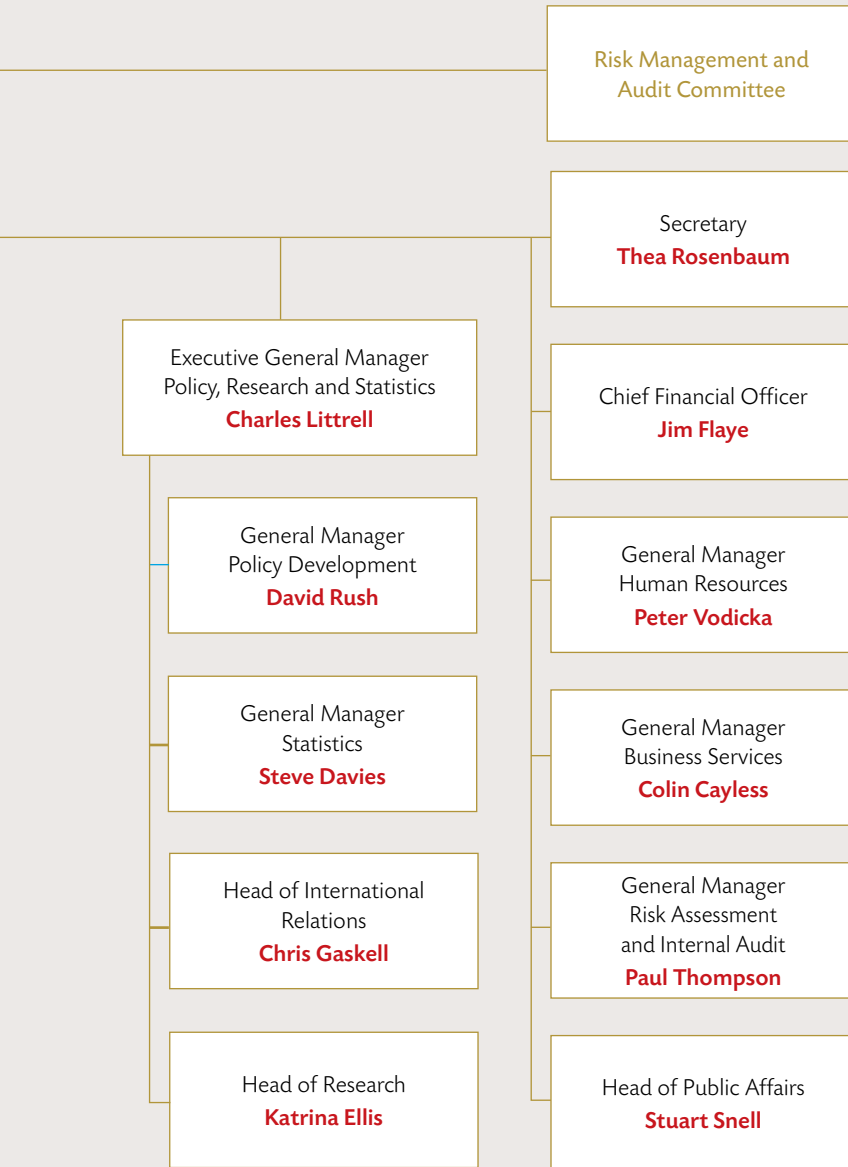 Risk Management and
Audit Committee
Secretary
Thea Rosenbaum
Executive General Manager
Policy, Research and Statistics
Charles Littrell
General Manager
Policy Development
David Rush
General Manager
Statistics
Steve Davies
Head of International
Relations
Chris Gaskell
Head of Research
Katrina Ellis
Chief Financial Officer
Jim Flaye
General Manager
Human Resources
Peter Vodicka
General Manager
Business Services
Colin Cayless
General Manager
Risk Assessment
and Internal Audit
Paul Thompson
Head of Public Affairs
Stuart Snell